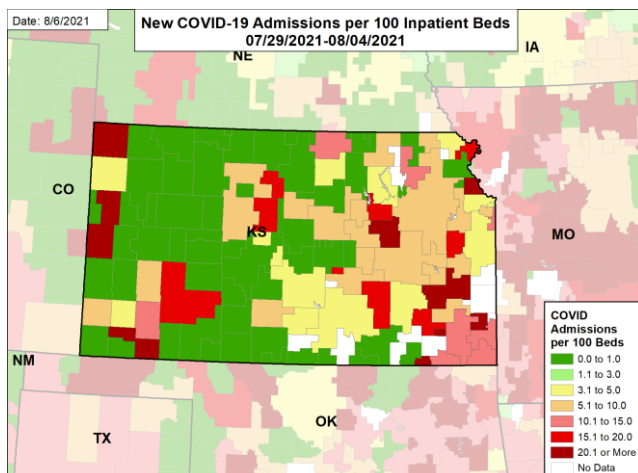 Date: 8/6/2021
New COVID-19 Admissions per 100 Inpatient Beds
07/29/2021-08/04/2021
NE
IA
CO
KS
MO
NM
TX
OK
COVID
Admissions
per 100 Beds
0.0 to 1.0
1.1 to 3.0
3.1 to 5.0
5.1 to 10.0
10.1 to 15.0
15.1 to 20.0
20.1 or More
No Data